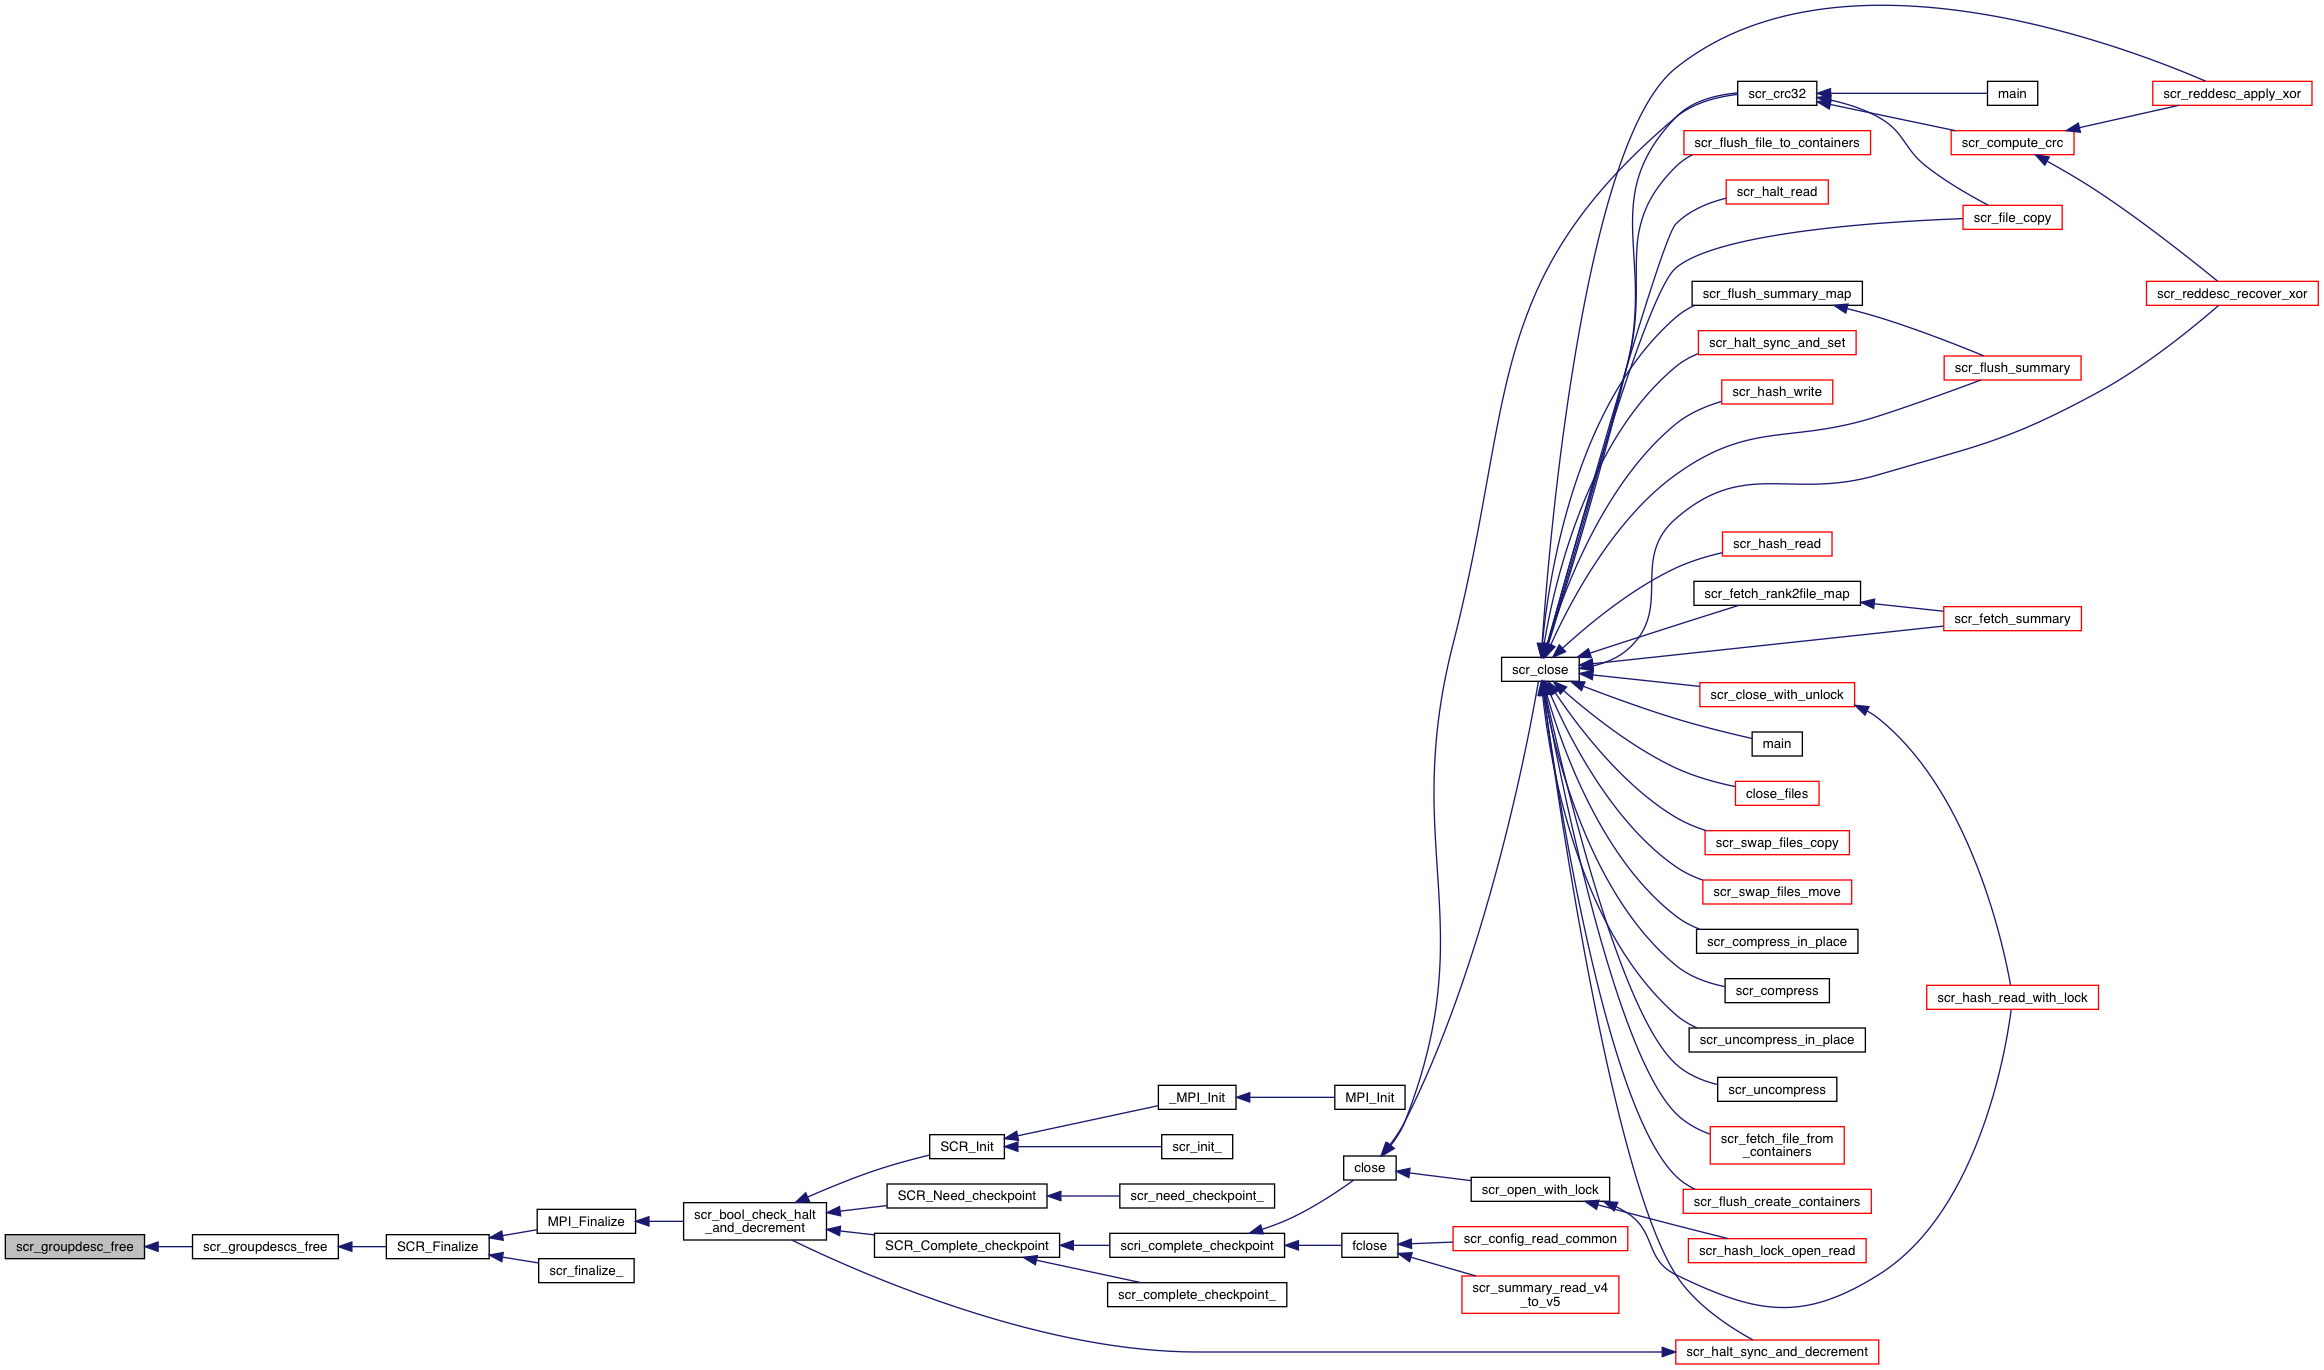 scr_groupdesc_free
scr_groupdescs_free
SCR_Finalize
MPI_Finalize
scr_finalize_
scr_bool_check_halt
_and_decrement
SCR_Init
_MPI_Init
MPI_Init
scr_init_
SCR_Need_checkpoint
scr_need_checkpoint_
SCR_Complete_checkpoint
scri_complete_checkpoint
scr_complete_checkpoint_
close
fclose
scr_config_read_common
scr_summary_read_v4
_to_v5
scr_open_with_lock
scr_close
scr_crc32
main
scr_reddesc_apply_xor
scr_flush_file_to_containers
scr_compute_crc
scr_halt_read
scr_file_copy
scr_flush_summary_map
scr_reddesc_recover_xor
scr_halt_sync_and_set
scr_flush_summary
scr_hash_write
scr_hash_read
scr_fetch_rank2file_map
scr_fetch_summary
scr_close_with_unlock
main
close_files
scr_swap_files_copy
scr_swap_files_move
scr_compress_in_place
scr_compress
scr_hash_read_with_lock
scr_uncompress_in_place
scr_uncompress
scr_fetch_file_from
_containers
scr_flush_create_containers
scr_hash_lock_open_read
scr_halt_sync_and_decrement